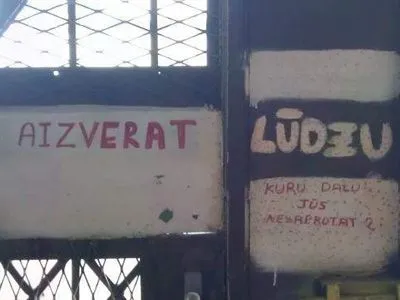 AIZVERAT
LŪDZU
KURU DAĻU
JŪS
NESAPROTAT ?